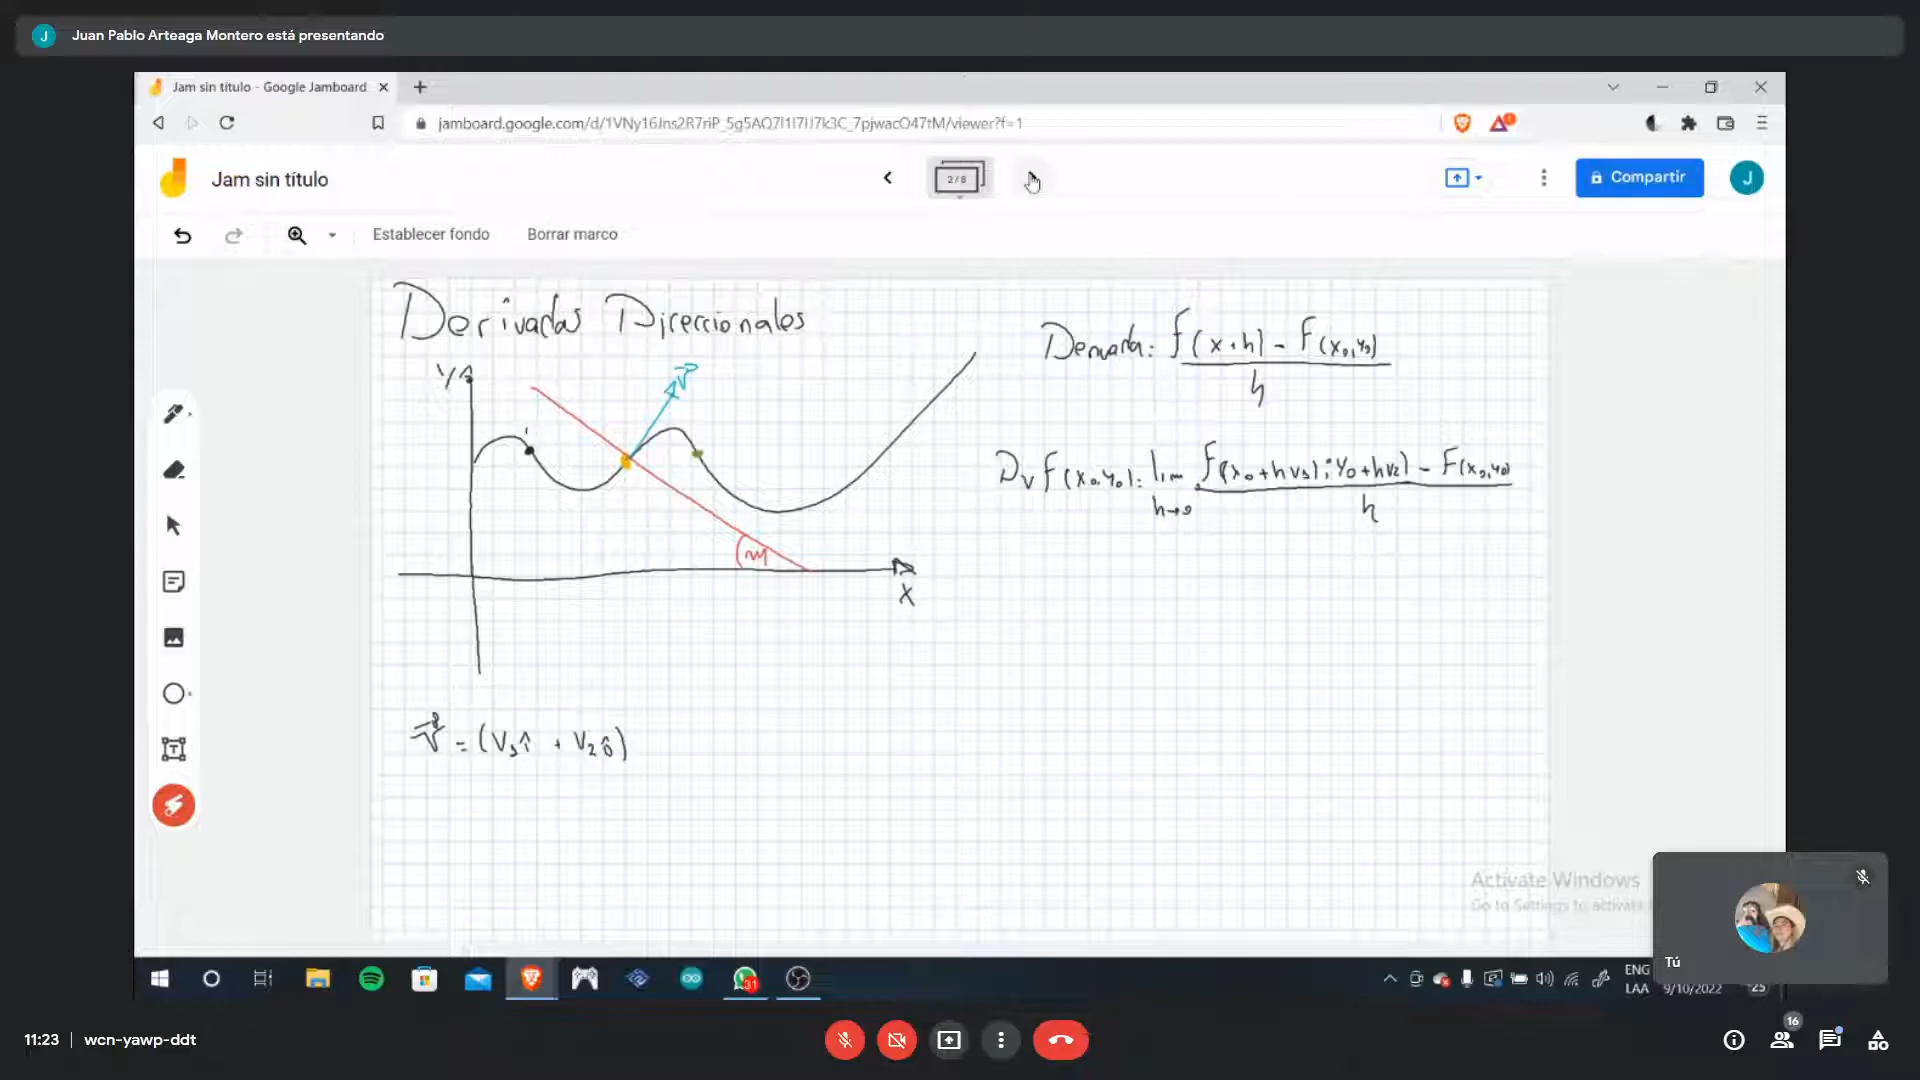 J Juan Pablo Arteaga Montero está presentando
Jam sin título - Google Jamboard
jamboard.google.com/d/1VNy16Jns2R7riP_5g5AQ7l1l7U7k3C_7pjwacO47tM/viewer?f=1
Jam sin título
2/8
Compartir
J
Establecer fondo
Borrar marco
Derivadas Direccionales
Derivada: f(x+h) - F(x₀,y₀)
h
Y
V
D_v F(x₀,y₀): lim f(x₀+hv₁);y₀+hv₂) - F(x₀,y₀)
h→0
h
m
X
V = (V₁î + V₂ĵ)
Activate Windows
Go to Settings to activate
Tú
31
ENG
LAA
9/10/2022
11:23 | wcn-yawp-ddt
16